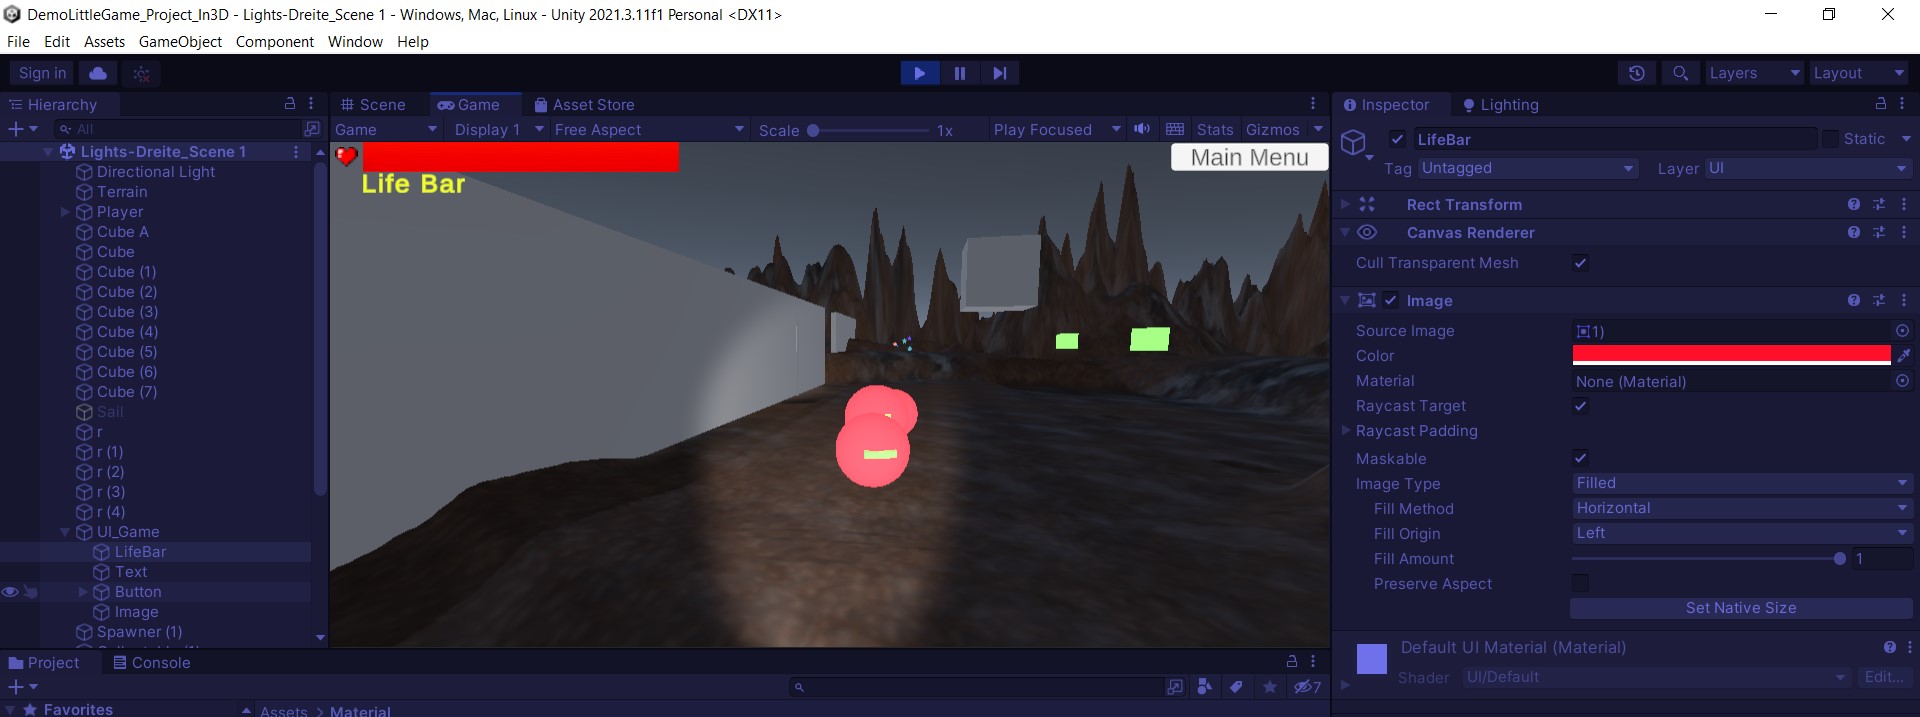 DemoLittleGame_Project_In3D - Lights-Dreite_Scene 1 - Windows, Mac, Linux - Unity 2021.3.11f1 Personal <DX11>
File Edit Assets GameObject Component Window Help
Sign in
Layers
Layout
Hierarchy
All
Lights-Dreite_Scene 1
Directional Light
Terrain
Player
Cube A
Cube
Cube (1)
Cube (2)
Cube (3)
Cube (4)
Cube (5)
Cube (6)
Cube (7)
Sail
r
r (1)
r (2)
r (3)
r (4)
UI_Game
LifeBar
Text
Button
Image
Spawner (1)
Scene Game Asset Store
Game Display 1 Free Aspect Scale 1x Play Focused Stats Gizmos
Life Bar
Main Menu
Inspector Lighting
LifeBar Static
Tag Untagged Layer UI
Rect Transform
Canvas Renderer
Cull Transparent Mesh
Image
Source Image 1)
Color
Material None (Material)
Raycast Target
Raycast Padding
Maskable
Image Type Filled
Fill Method Horizontal
Fill Origin Left
Fill Amount 1
Preserve Aspect
Set Native Size
Default UI Material (Material)
Shader UI/Default Edit...
Project Console
7
Favorites
Assets > Material